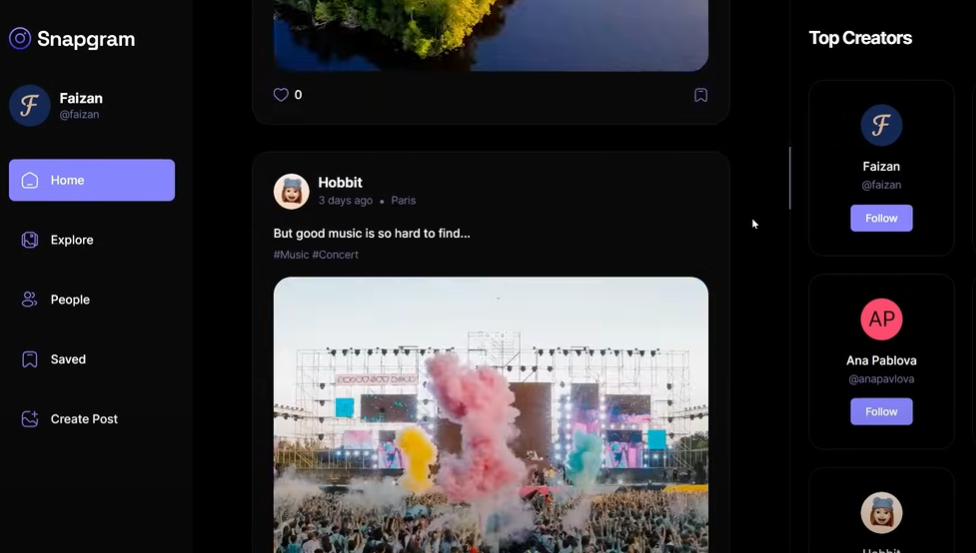 Snapgram
Faizan
@faizan
Home
Explore
People
Saved
Create Post
0
Hobbit
3 days ago • Paris
But good music is so hard to find...
#Music #Concert
Top Creators
F
Faizan
@faizan
Follow
AP
Ana Pablova
@anapavlova
Follow